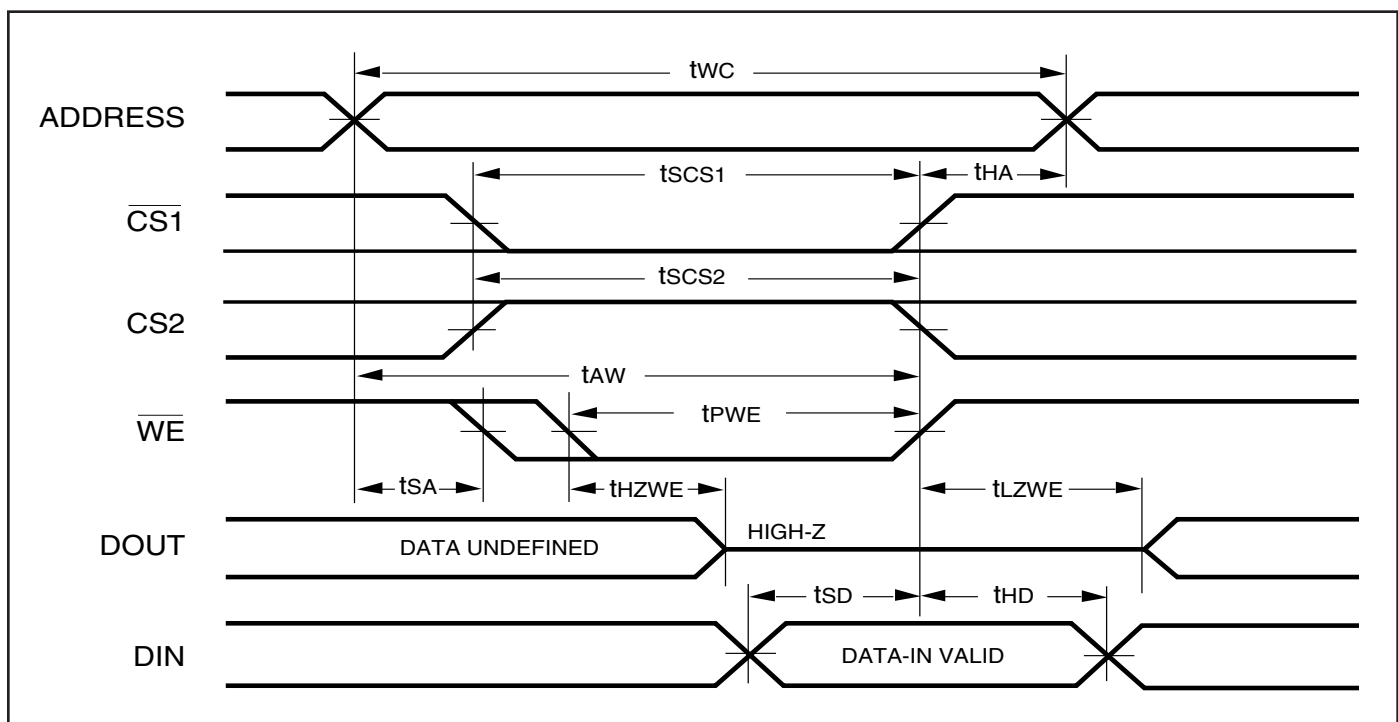 tWC
ADDRESS
tSCS1
tHA
CS1
tSCS2
CS2
tAW
tPWE
WE
tSA
tHZWE
tLZWE
DOUT
DATA UNDEFINED
HIGH-Z
tSD
tHD
DIN
DATA-IN VALID